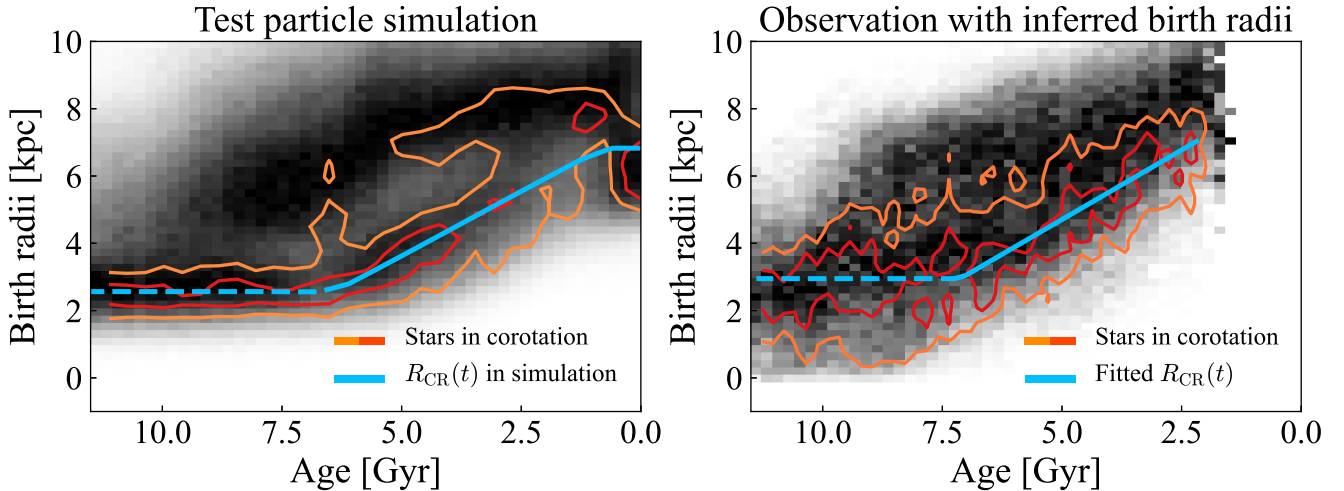 Test particle simulation
Birth radii [kpc]
10
8
6
4
2
0
Stars in corotation
R_CR(t) in simulation
10.0 7.5 5.0 2.5 0.0
Age [Gyr]
Observation with inferred birth radii
Birth radii [kpc]
10
8
6
4
2
0
Stars in corotation
Fitted R_CR(t)
10.0 7.5 5.0 2.5 0.0
Age [Gyr]